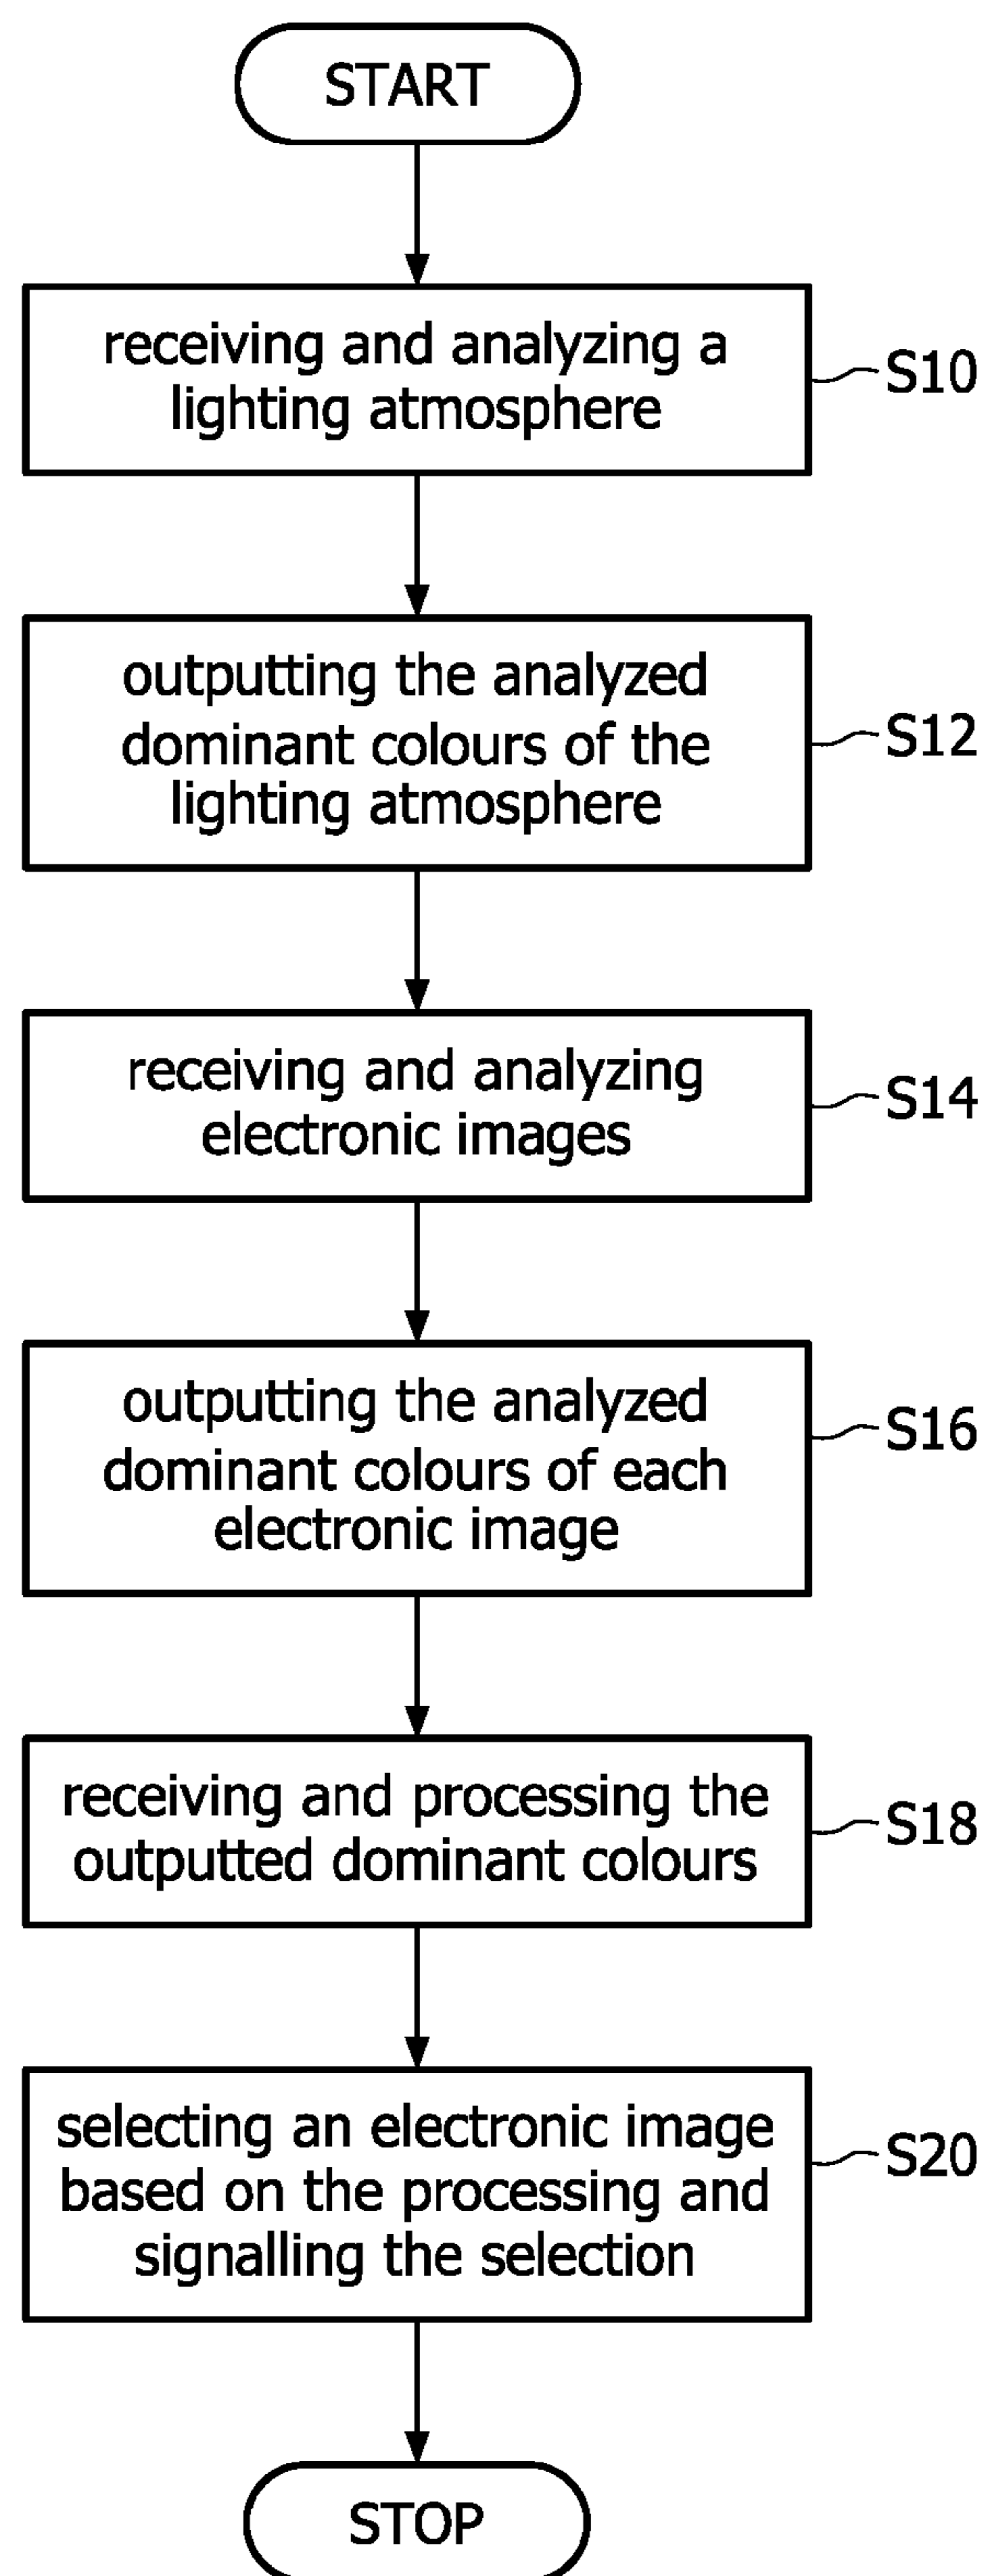 START
receiving and analyzing a
lighting atmosphere
S10
outputting the analyzed
dominant colours of the
lighting atmosphere
S12
receiving and analyzing
electronic images
S14
outputting the analyzed
dominant colours of each
electronic image
S16
receiving and processing the
outputted dominant colours
S18
selecting an electronic image
based on the processing and
signalling the selection
S20
STOP